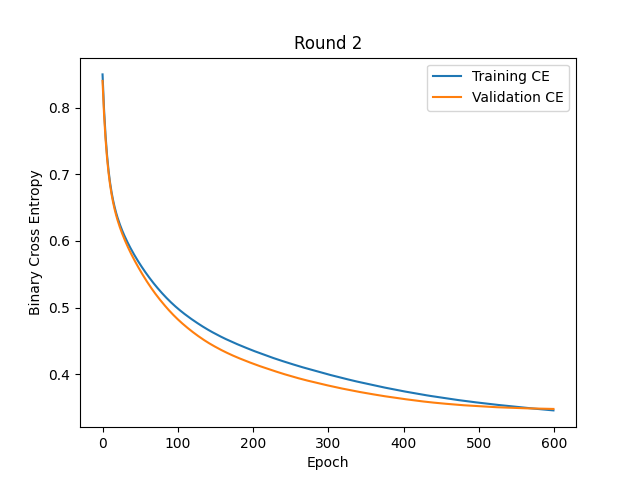 Round 2
Training CE
Validation CE
Binary Cross Entropy
0.8
0.7
0.6
0.5
0.4
0 100 200 300 400 500 600
Epoch